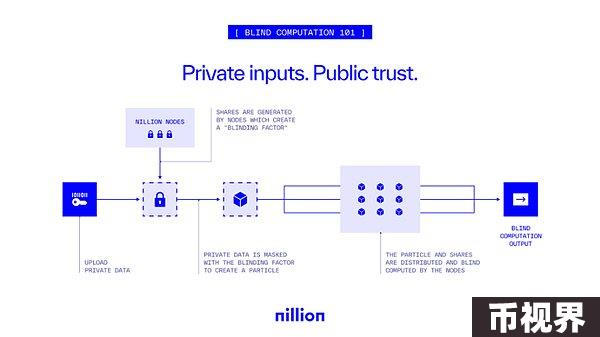 [ BLIND COMPUTATION 101 ]
Private inputs. Public trust.
NILLION NODES
SHARES ARE GENERATED
BY NODES WHICH CREATE
A "BLINDING FACTOR"
UPLOAD
PRIVATE DATA
PRIVATE DATA IS MASKED
WITH THE BLINDING FACTOR
TO CREATE A PARTICLE
THE PARTICLE AND SHARES
ARE DISTRIBUTED AND BLIND
COMPUTED BY THE NODES
BLIND
COMPUTATION
OUTPUT
nillion
币视界